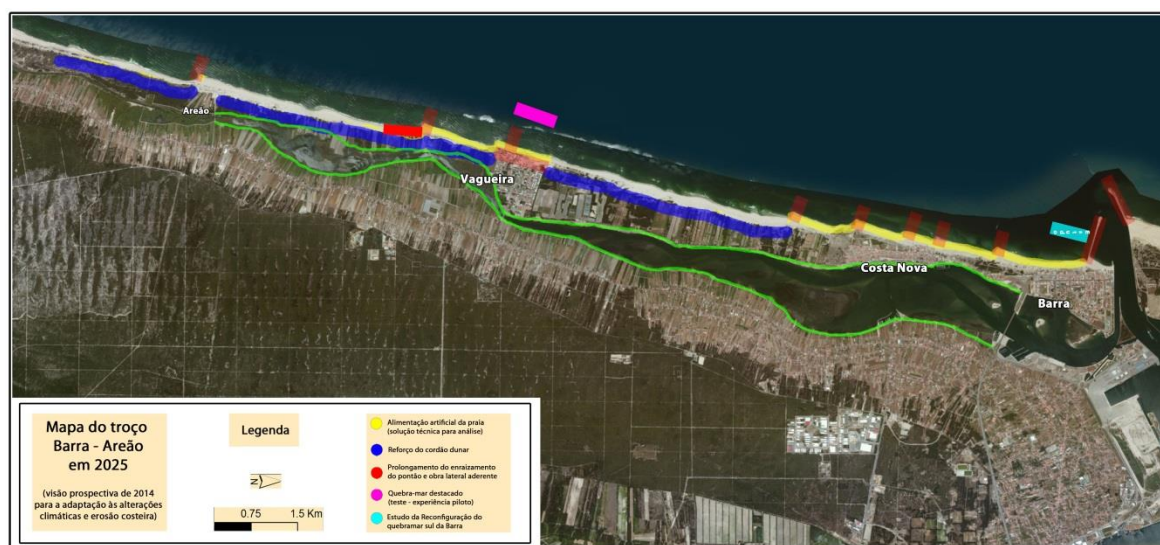 Areão
Vagueira
Costa Nova
Barra
Mapa do troço
Barra - Areão
em 2025
(visão prospectiva de 2014
para a adaptação às alterações
climáticas e erosão costeira)
Legenda
N
0.75
1.5 Km
Alimentação artificial da praia
(solução técnica para análise)
Reforço do cordão dunar
Prolongamento do enraizamento
do pontão e obra lateral aderente
Quebra-mar destacado
(teste - experiência piloto)
Estudo da Reconfiguração do
quebramar sul da Barra